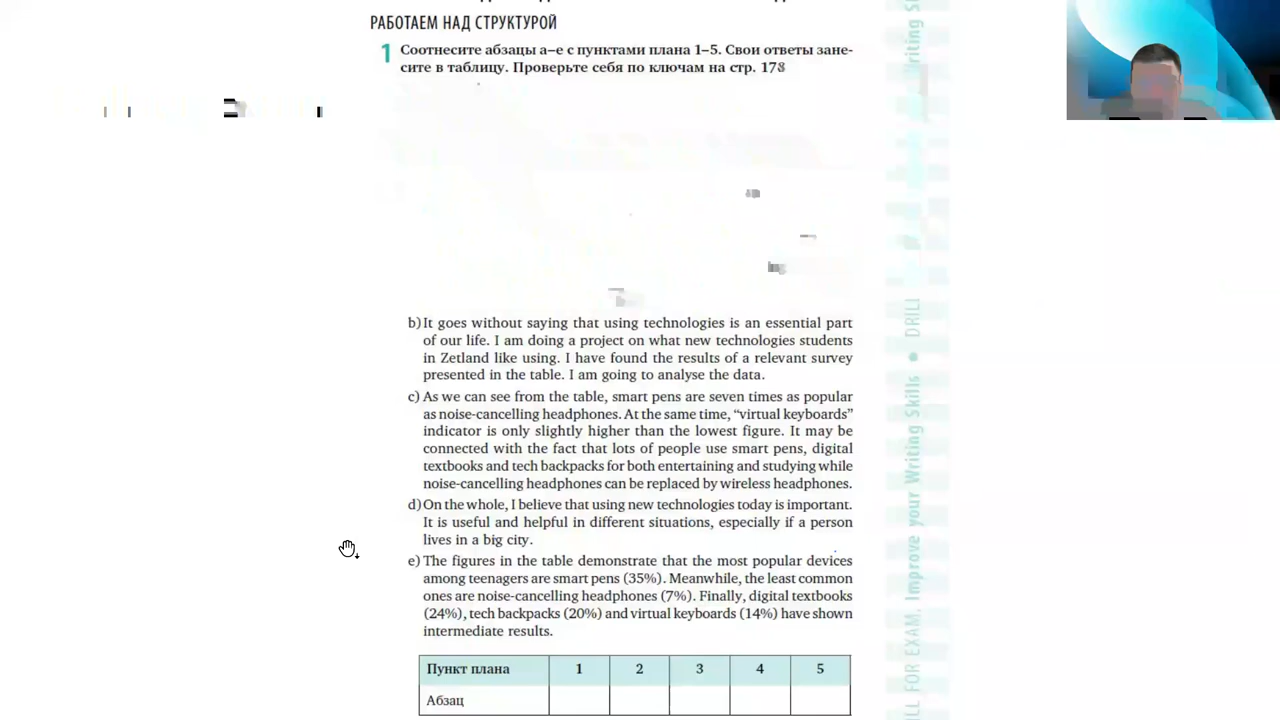 РАБОТАЕМ НАД СТРУКТУРОЙ
1 Соотнесите абзацы a–e с пунктами плана 1–5. Свои ответы зане-
сите в таблицу. Проверьте себя по ключам на стр. 178
b) It goes without saying that using technologies is an essential part
of our life. I am doing a project on what new technologies students
in Zetland like using. I have found the results of a relevant survey
presented in the table. I am going to analyse the data.
c) As we can see from the table, smart pens are seven times as popular
as noise-cancelling headphones. At the same time, “virtual keyboards”
indicator is only slightly higher than the lowest figure. It may be
connected with the fact that lots of people use smart pens, digital
textbooks and tech backpacks for both entertaining and studying while
noise-cancelling headphones can be replaced by wireless headphones.
d) On the whole, I believe that using new technologies today is important.
It is useful and helpful in different situations, especially if a person
lives in a big city.
e) The figures in the table demonstrate that the most popular devices
among teenagers are smart pens (35%). Meanwhile, the least common
ones are noise-cancelling headphones (7%). Finally, digital textbooks
(24%), tech backpacks (20%) and virtual keyboards (14%) have shown
intermediate results.
Пункт плана 1 2 3 4 5
Абзац
FOR EXAM. Improve your Writing Skills • DRILL